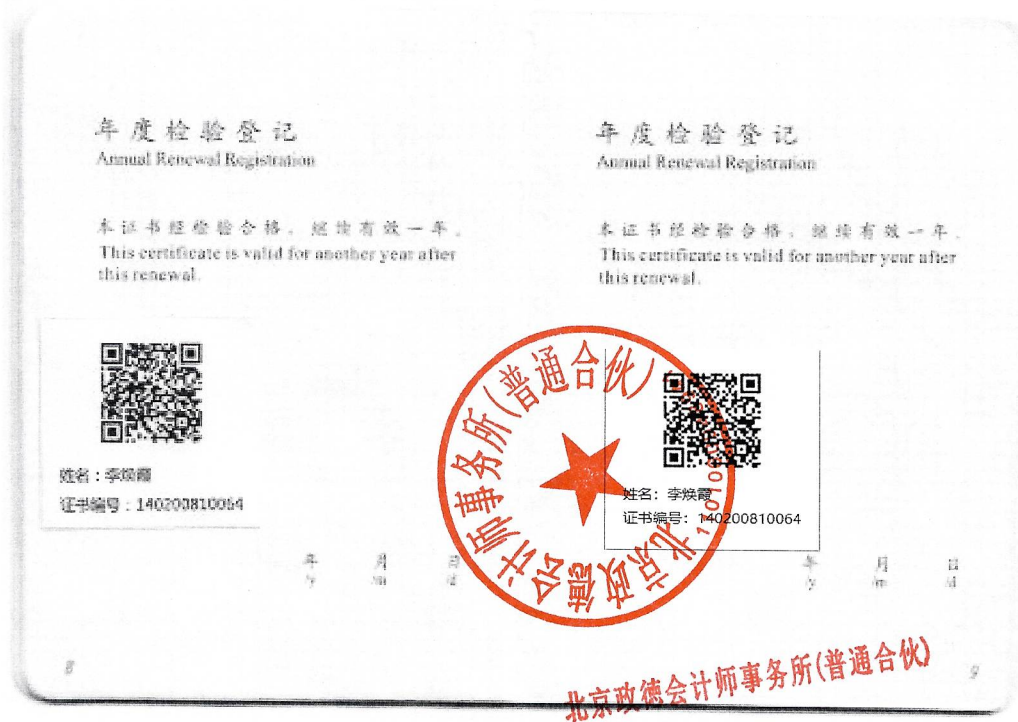 年度检验登记
Annual Renewal Registration
本证书经检验合格，继续有效一年。
This certificate is valid for another year after
this renewal.
姓名：李焕霞
证书编号：140200810064
年 月 日
8
年度检验登记
Annual Renewal Registration
本证书经检验合格，继续有效一年。
This certificate is valid for another year after
this renewal.
姓名：李焕霞
证书编号：140200810064
年 月 日
9
北京政德会计师事务所(普通合伙)
北京政德会计师事务所(普通合伙)